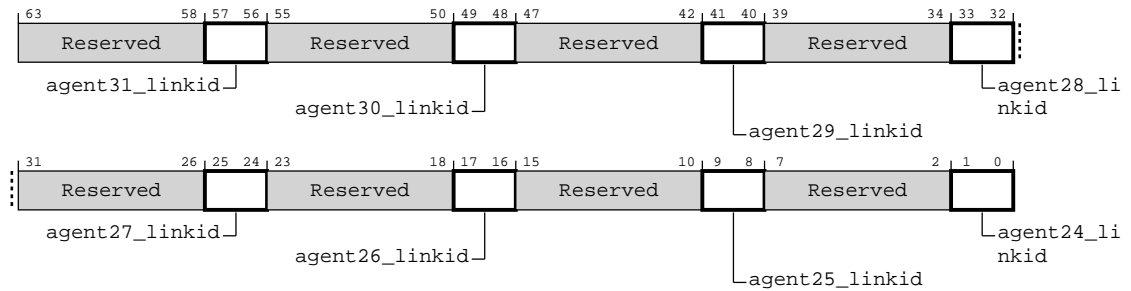 63 58 57 56 55 50 49 48 47 42 41 40 39 34 33 32
Reserved Reserved Reserved Reserved
agent31_linkid
agent30_linkid
agent29_linkid
agent28_li
nkid
31 26 25 24 23 18 17 16 15 10 9 8 7 2 1 0
Reserved Reserved Reserved Reserved
agent27_linkid
agent26_linkid
agent25_linkid
agent24_li
nkid